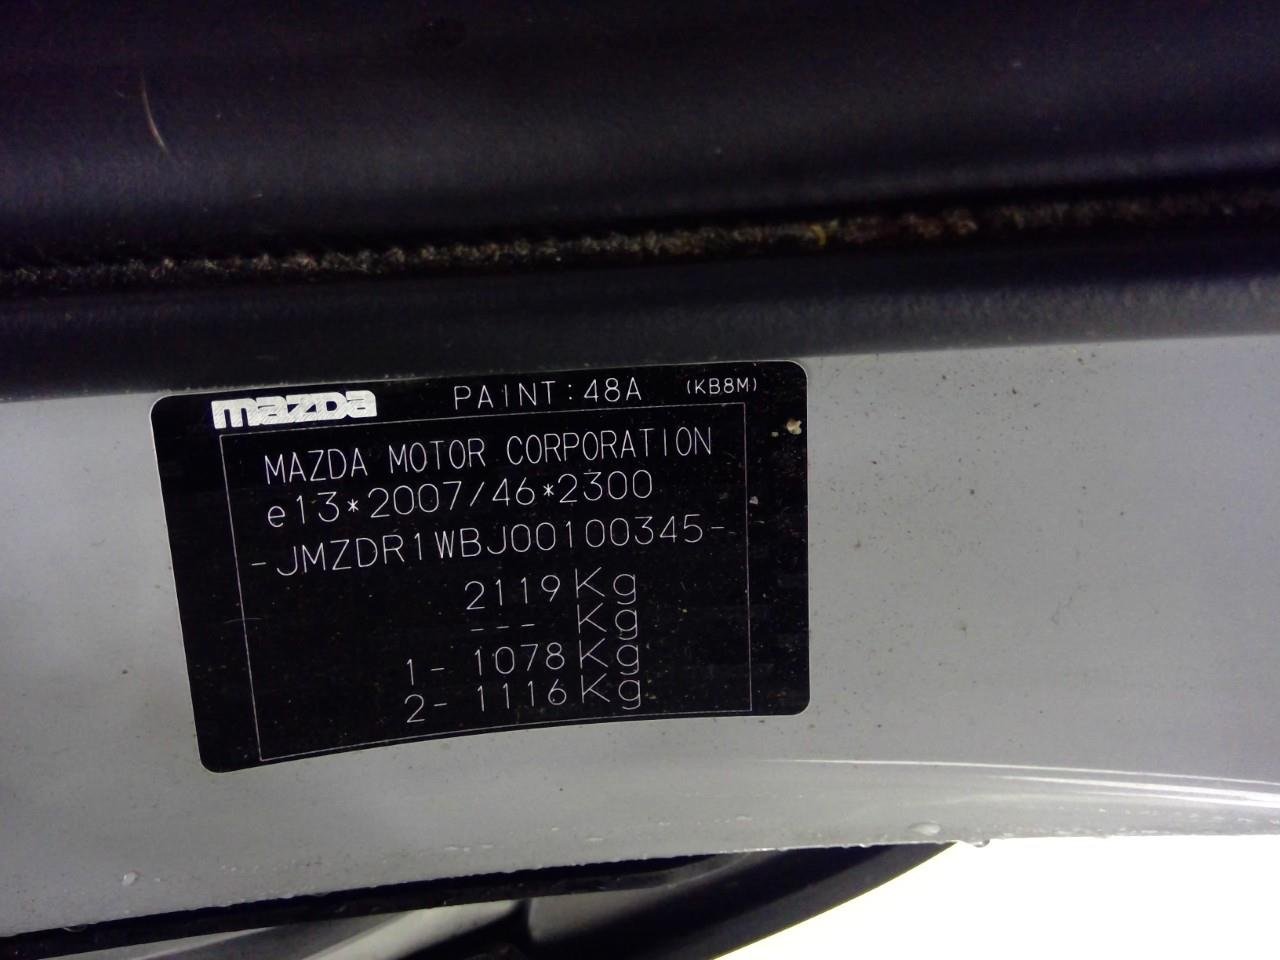 mazda PAINT:48A (KB8M)
MAZDA MOTOR CORPORATION
e13*2007/46*2300
-JMZDR1WBJ00100345-
2119Kg
--- Kg
1- 1078Kg
2- 1116Kg